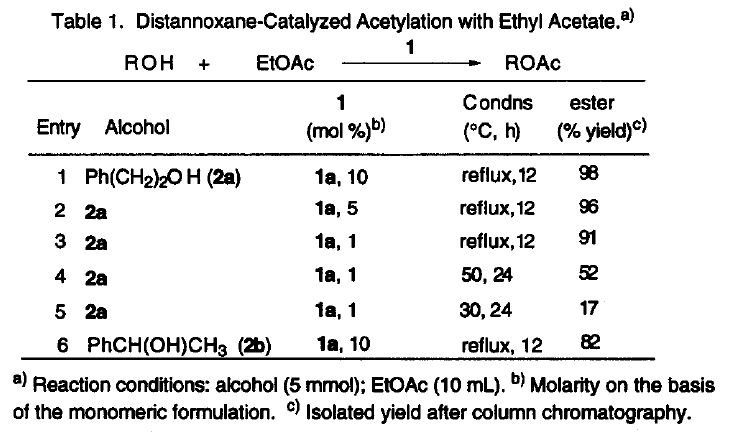 Table 1. Distannoxane-Catalyzed Acetylation with Ethyl Acetate.a)
1
ROH + EtOAc ROAc
1 Condns ester
Entry Alcohol (mol %)b) (°C, h) (% yield)c)
1 Ph(CH2)2O H (2a) 1a, 10 reflux,12 98
2 2a 1a, 5 reflux,12 96
3 2a 1a, 1 reflux,12 91
4 2a 1a, 1 50, 24 52
5 2a 1a, 1 30, 24 17
6 PhCH(OH)CH3 (2b) 1a, 10 reflux, 12 82
a) Reaction conditions: alcohol (5 mmol); EtOAc (10 mL). b) Molarity on the basis
of the monomeric formulation. c) Isolated yield after column chromatography.